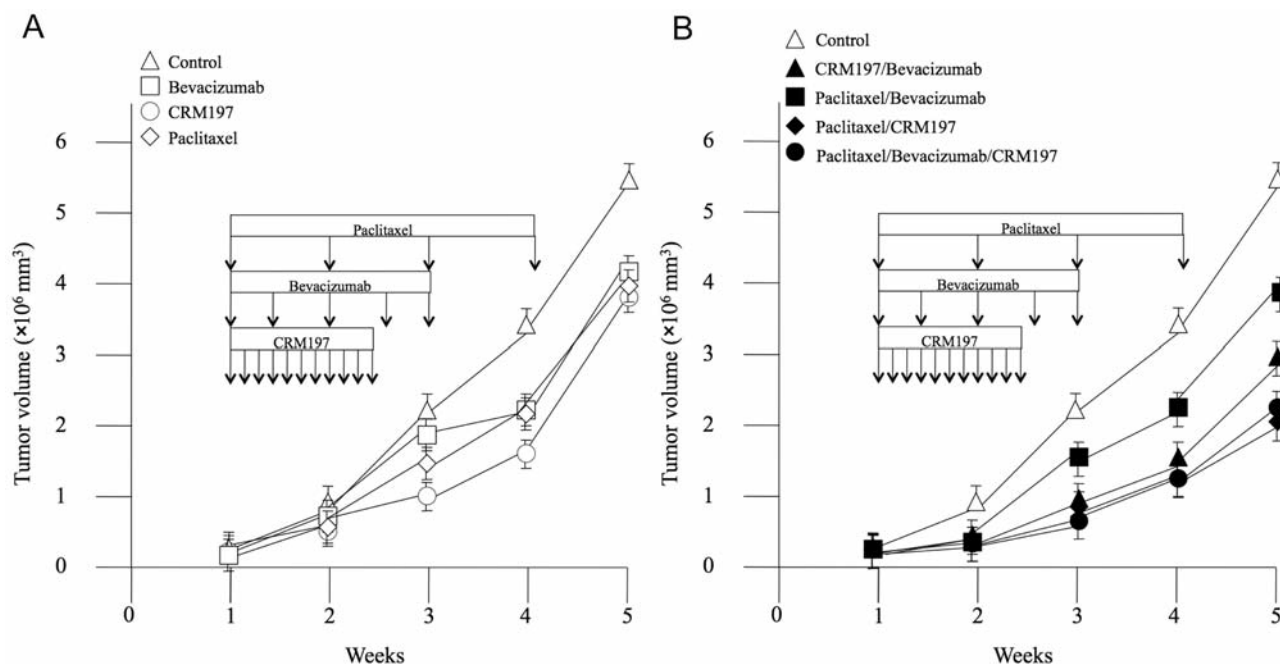 A
Control
Bevacizumab
CRM197
Paclitaxel
Tumor volume (×10⁶ mm³)
6
5
4
3
2
1
0
Paclitaxel
Bevacizumab
CRM197
0 1 2 3 4 5
Weeks
B
Control
CRM197/Bevacizumab
Paclitaxel/Bevacizumab
Paclitaxel/CRM197
Paclitaxel/Bevacizumab/CRM197
Tumor volume (×10⁶ mm³)
6
5
4
3
2
1
0
Paclitaxel
Bevacizumab
CRM197
0 1 2 3 4 5
Weeks